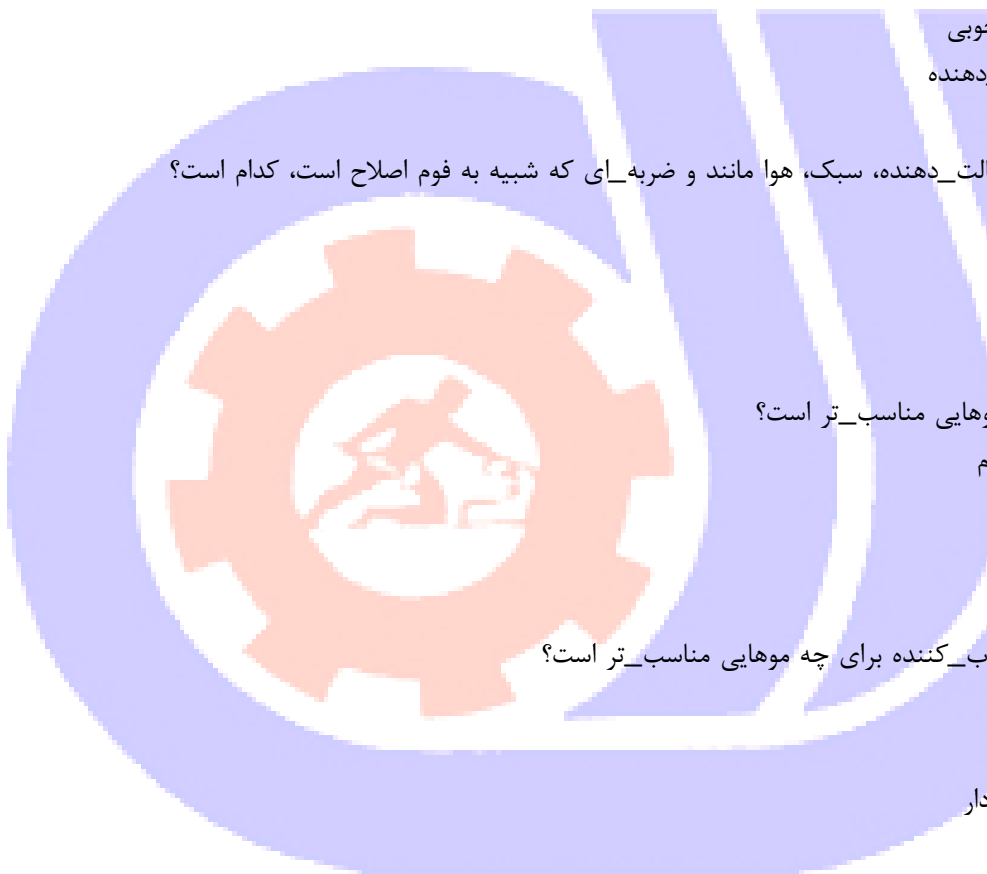 خوبی
دهنده
الت_دهنده، سبک، هوا مانند و ضربه_ای که شبیه به فوم اصلاح است، کدام است؟
وهایی مناسب_تر است؟
م
ب_کننده برای چه موهایی مناسب_تر است؟
دار